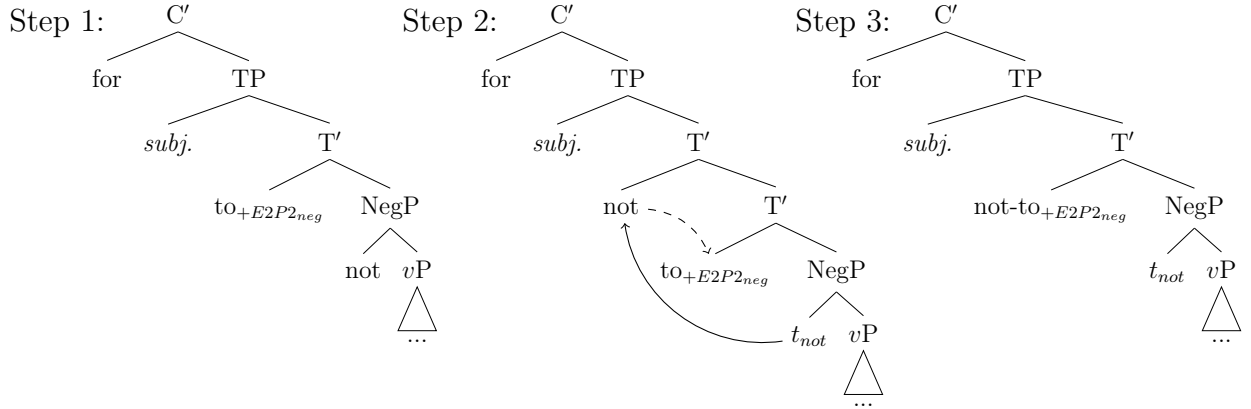 Step 1: C′ Step 2: C′ Step 3: C′
for TP for TP for TP
subj. T′ subj. T′ subj. T′
to+E2P2neg NegP not T′ not-to+E2P2neg NegP
not vP to+E2P2neg NegP tnot vP
... tnot vP ...
...